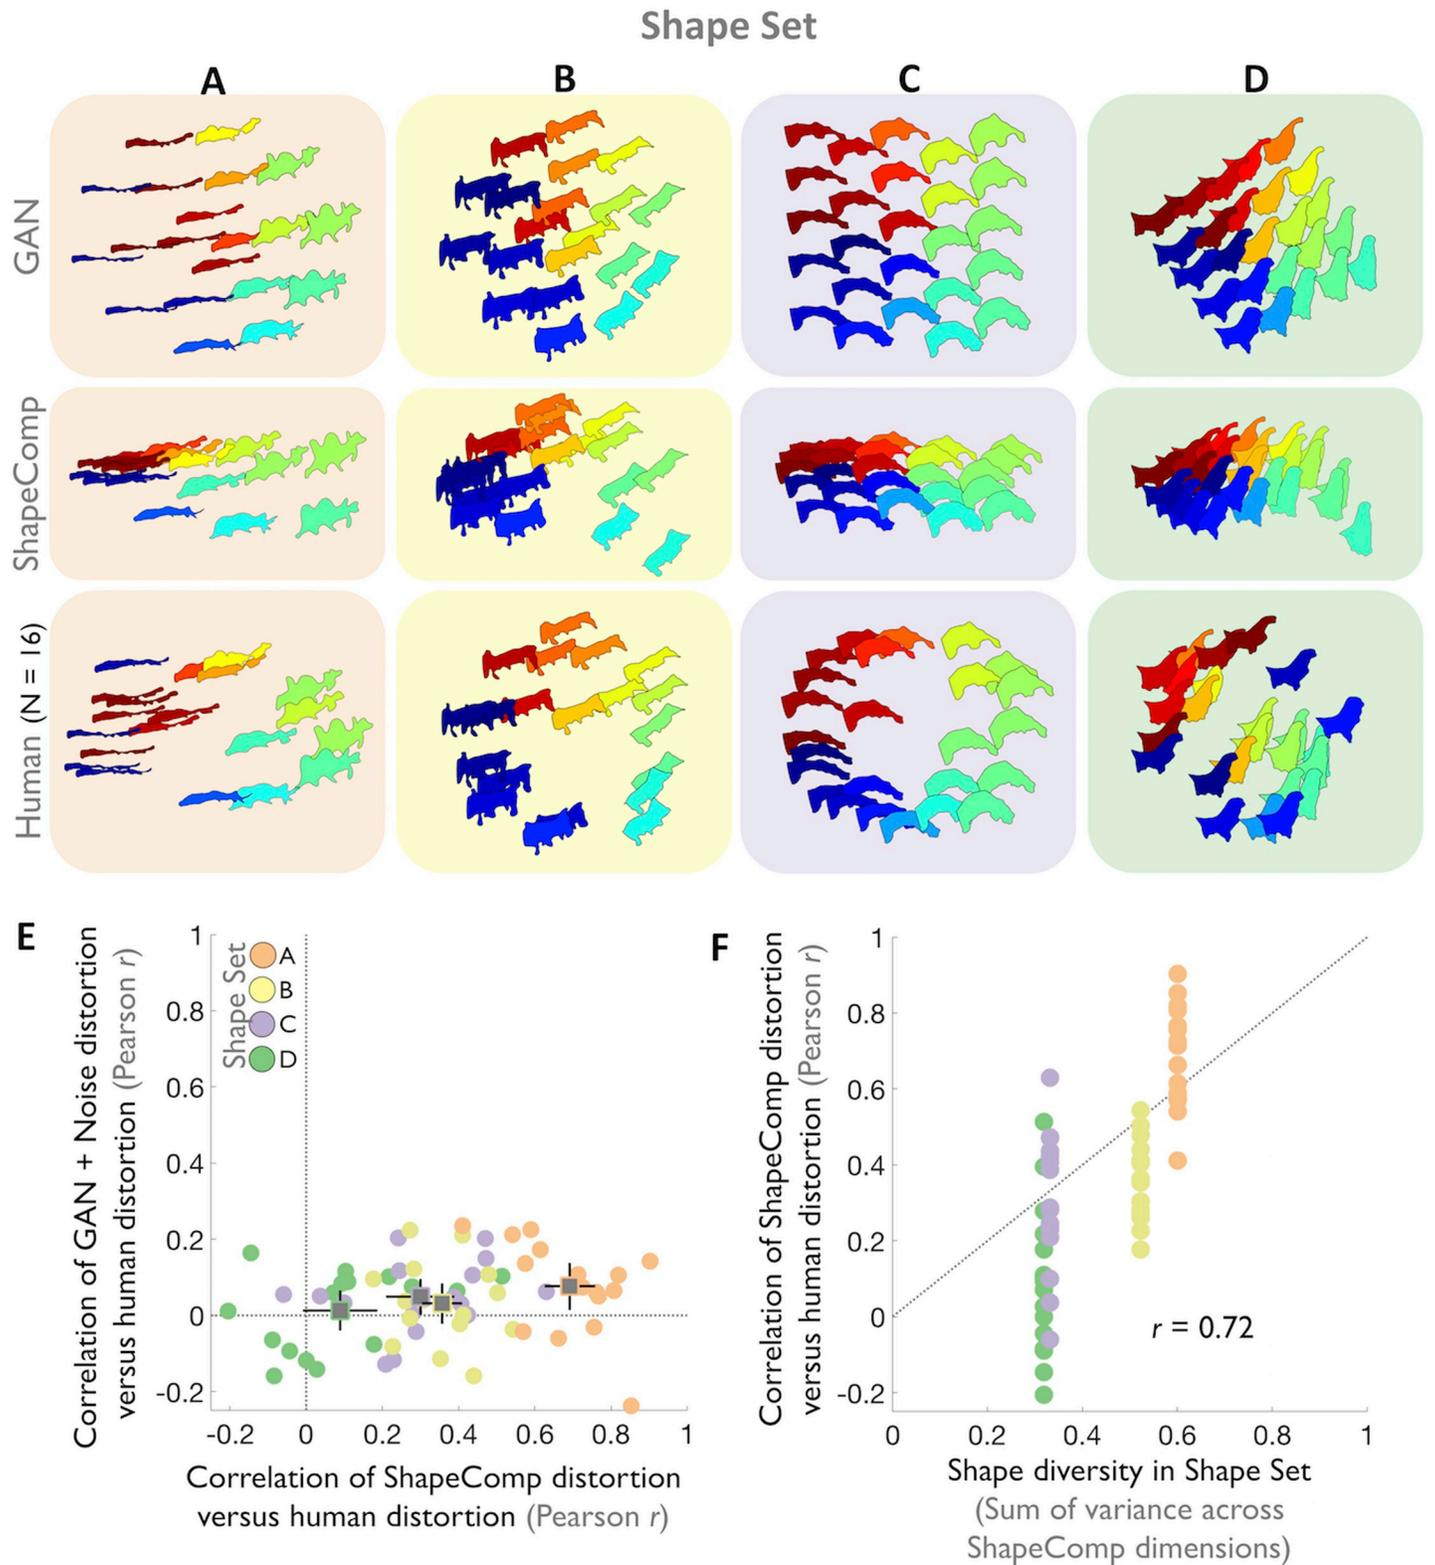 Shape Set
A
B
C
D
GAN
ShapeComp
Human (N = 16)
E
Correlation of GAN + Noise distortion
versus human distortion (Pearson r)
Shape Set
A
B
C
D
1
0.8
0.6
0.4
0.2
0
-0.2
-0.2
0
0.2
0.4
0.6
0.8
1
Correlation of ShapeComp distortion
versus human distortion (Pearson r)
F
Correlation of ShapeComp distortion
versus human distortion (Pearson r)
1
0.8
0.6
0.4
0.2
0
-0.2
r = 0.72
0
0.2
0.4
0.6
0.8
1
Shape diversity in Shape Set
(Sum of variance across
ShapeComp dimensions)